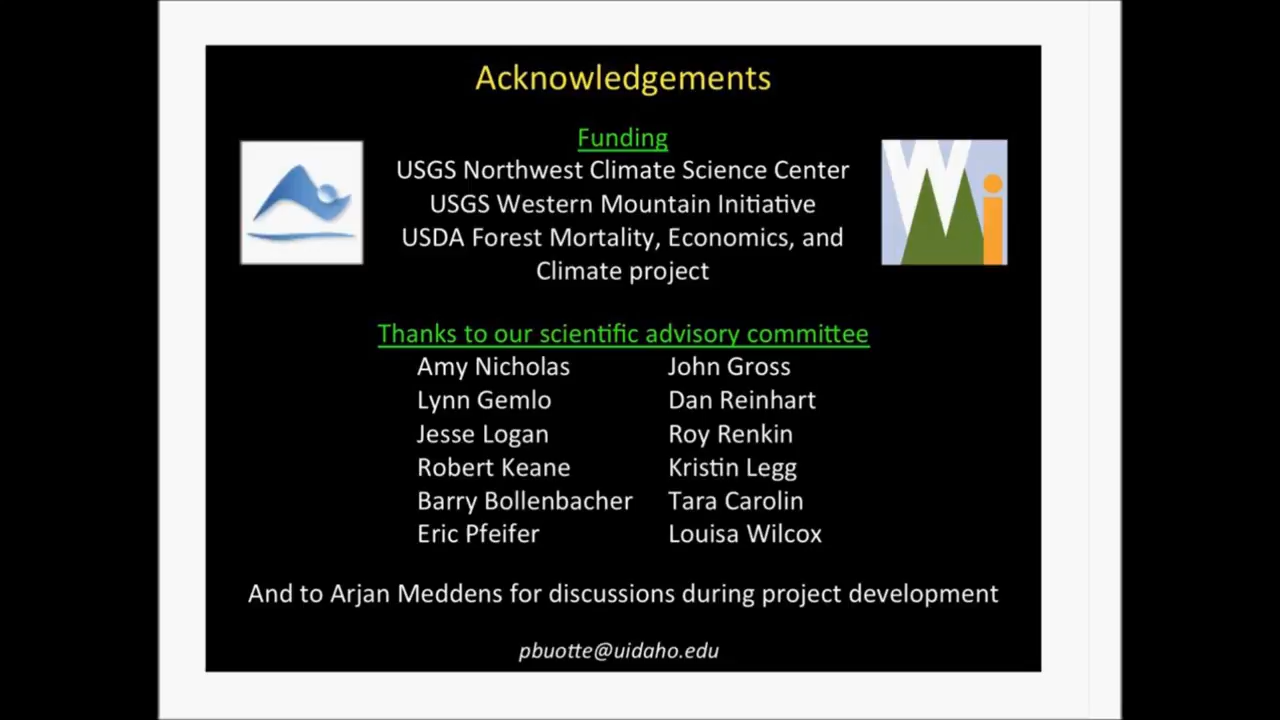 Acknowledgements
Funding
USGS Northwest Climate Science Center
USGS Western Mountain Initiative
USDA Forest Mortality, Economics, and
Climate project
Wi
Thanks to our scientific advisory committee
Amy Nicholas John Gross
Lynn Gemlo Dan Reinhart
Jesse Logan Roy Renkin
Robert Keane Kristin Legg
Barry Bollenbacher Tara Carolin
Eric Pfeifer Louisa Wilcox
And to Arjan Meddens for discussions during project development
pbuotte@uidaho.edu